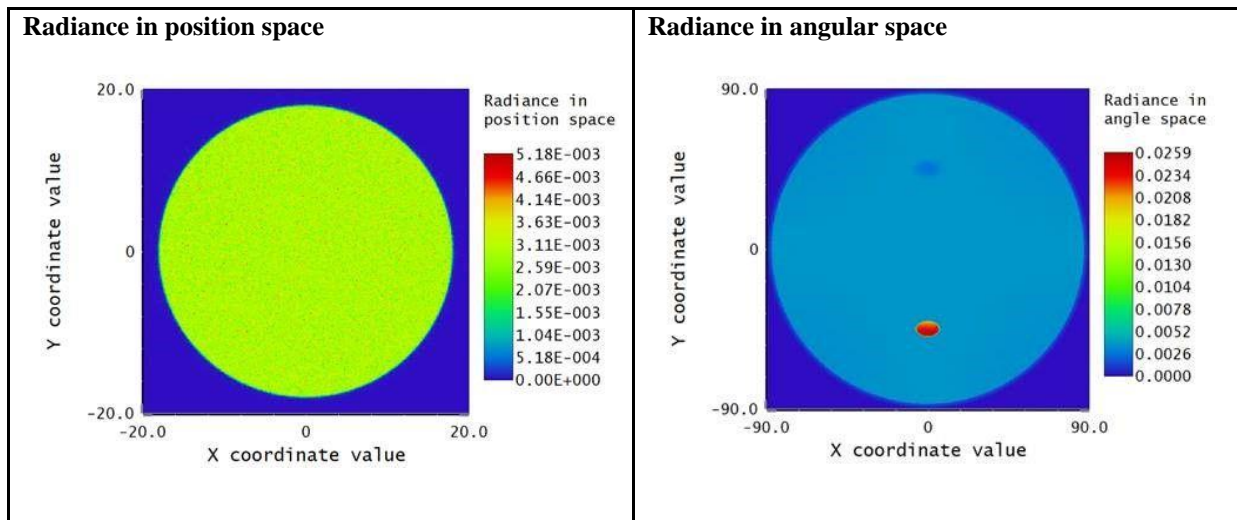 Radiance in position space
20.0
0
-20.0
Y coordinate value
-20.0 0 20.0
X coordinate value
Radiance in
position space
5.18E-003
4.66E-003
4.14E-003
3.63E-003
3.11E-003
2.59E-003
2.07E-003
1.55E-003
1.04E-003
5.18E-004
0.00E+000
Radiance in angular space
90.0
0
-90.0
Y coordinate value
-90.0 0 90.0
X coordinate value
Radiance in
angle space
0.0259
0.0234
0.0208
0.0182
0.0156
0.0130
0.0104
0.0078
0.0052
0.0026
0.0000